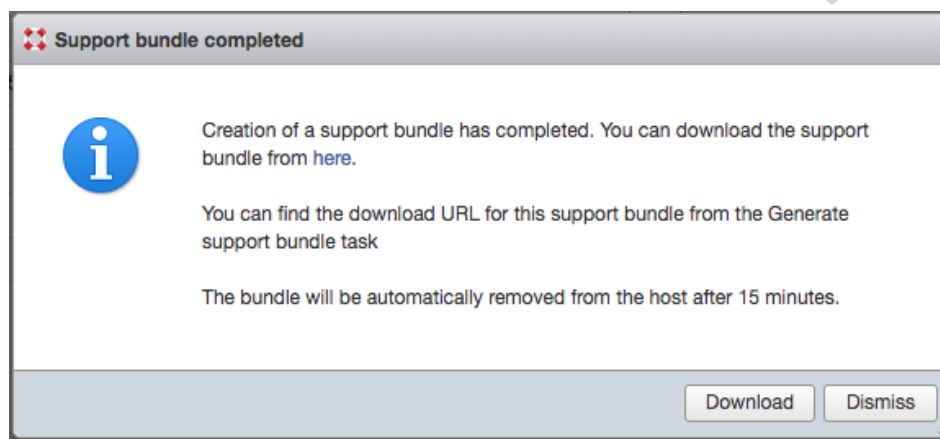 Support bundle completed
Creation of a support bundle has completed. You can download the support
bundle from here.
You can find the download URL for this support bundle from the Generate
support bundle task
The bundle will be automatically removed from the host after 15 minutes.
Download Dismiss